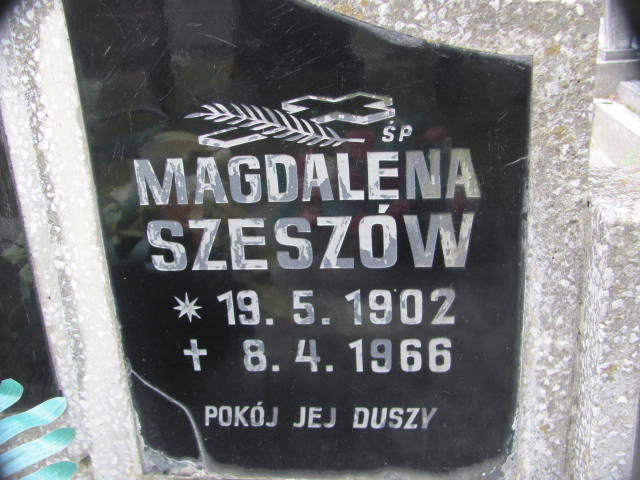 ŚP
MAGDALENA
SZESZÓW
* 19. 5. 1902
† 8. 4. 1966
POKÓJ JEJ DUSZY